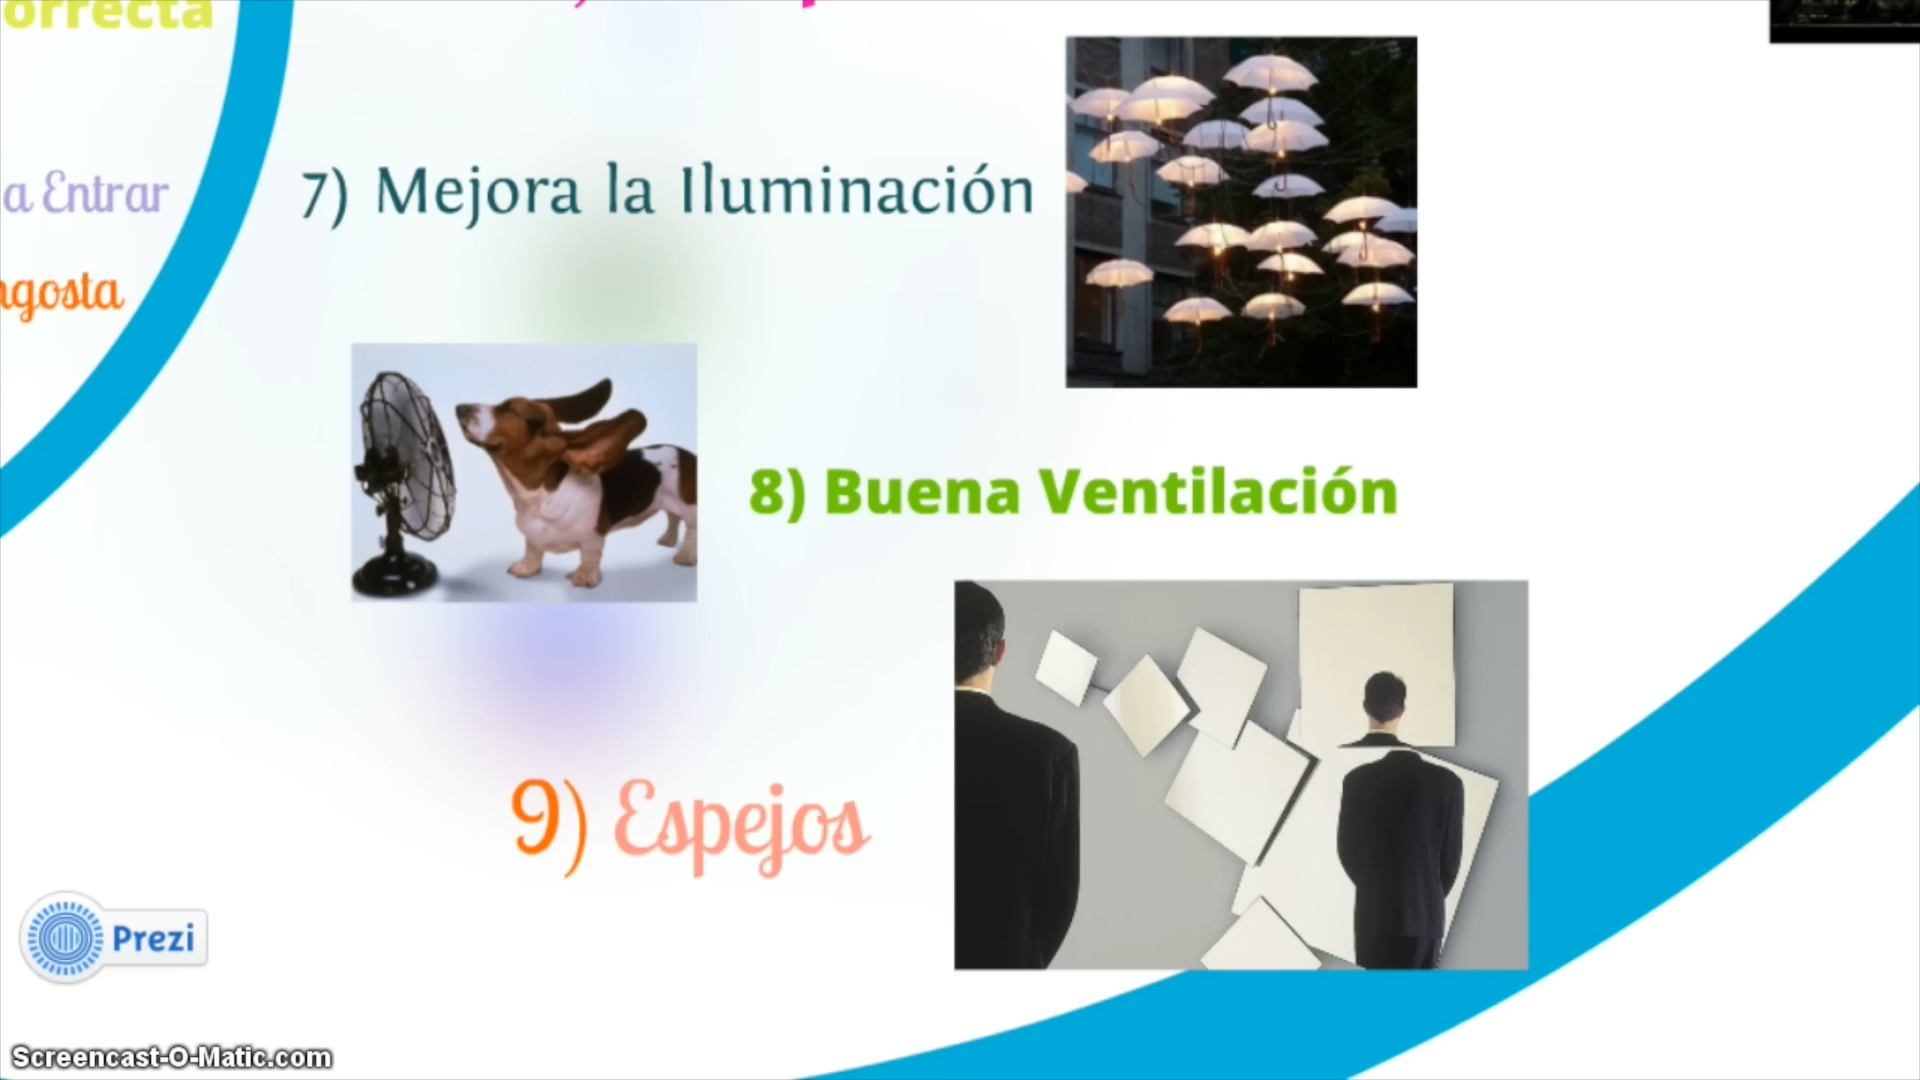 orrecta
a Entrar
ngosta
7) Mejora la Iluminación
8) Buena Ventilación
9) Espejos
Prezi
Screencast-O-Matic.com